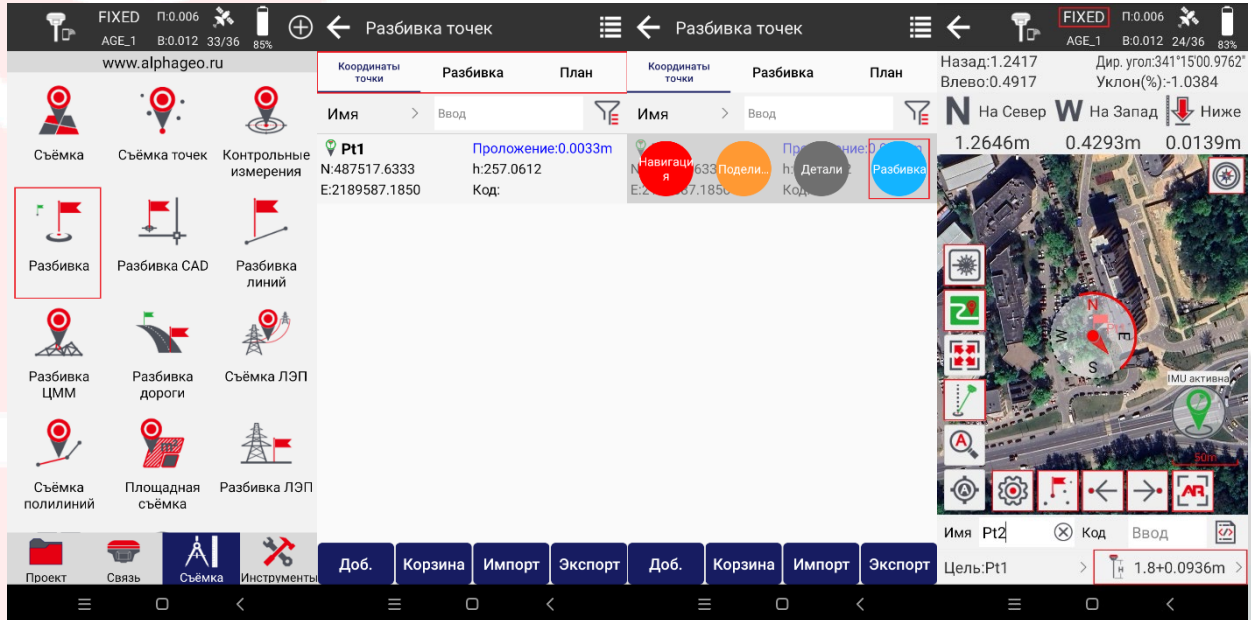 FIXED П:0.006
AGE_1 B:0.012 33/36 85%
www.alphageo.ru
Съёмка
Съёмка точек
Контрольные
измерения
Разбивка
Разбивка CAD
Разбивка
линий
Разбивка
ЦММ
Разбивка
дороги
Съёмка ЛЭП
Съёмка
полилиний
Площадная
съёмка
Разбивка ЛЭП
Проект
Связь
Съёмка
Инструменты
Разбивка точек
Координаты
точки
Разбивка
План
Имя
Ввод
Pt1
Проложение:0.0033m
N:487517.6333
h:257.0612
E:2189587.1850
Код:
Доб.
Корзина
Импорт
Экспорт
Разбивка точек
Координаты
точки
Разбивка
План
Имя
Ввод
Навигаци
я
Подели...
Детали
Разбивка
Доб.
Корзина
Импорт
Экспорт
FIXED П:0.006
AGE_1 B:0.012 24/36 83%
Назад:1.2417
Дир. угол:341°15'00.9762"
Влево:0.4917
Уклон(%):-1.0384
N На Север W На Запад Ниже
1.2646m 0.4293m 0.0139m
N
W
E
S
IMU активна
50m
A
A
AR
Имя Pt2 Код Ввод
Цель:Pt1
H
1.8+0.0936m